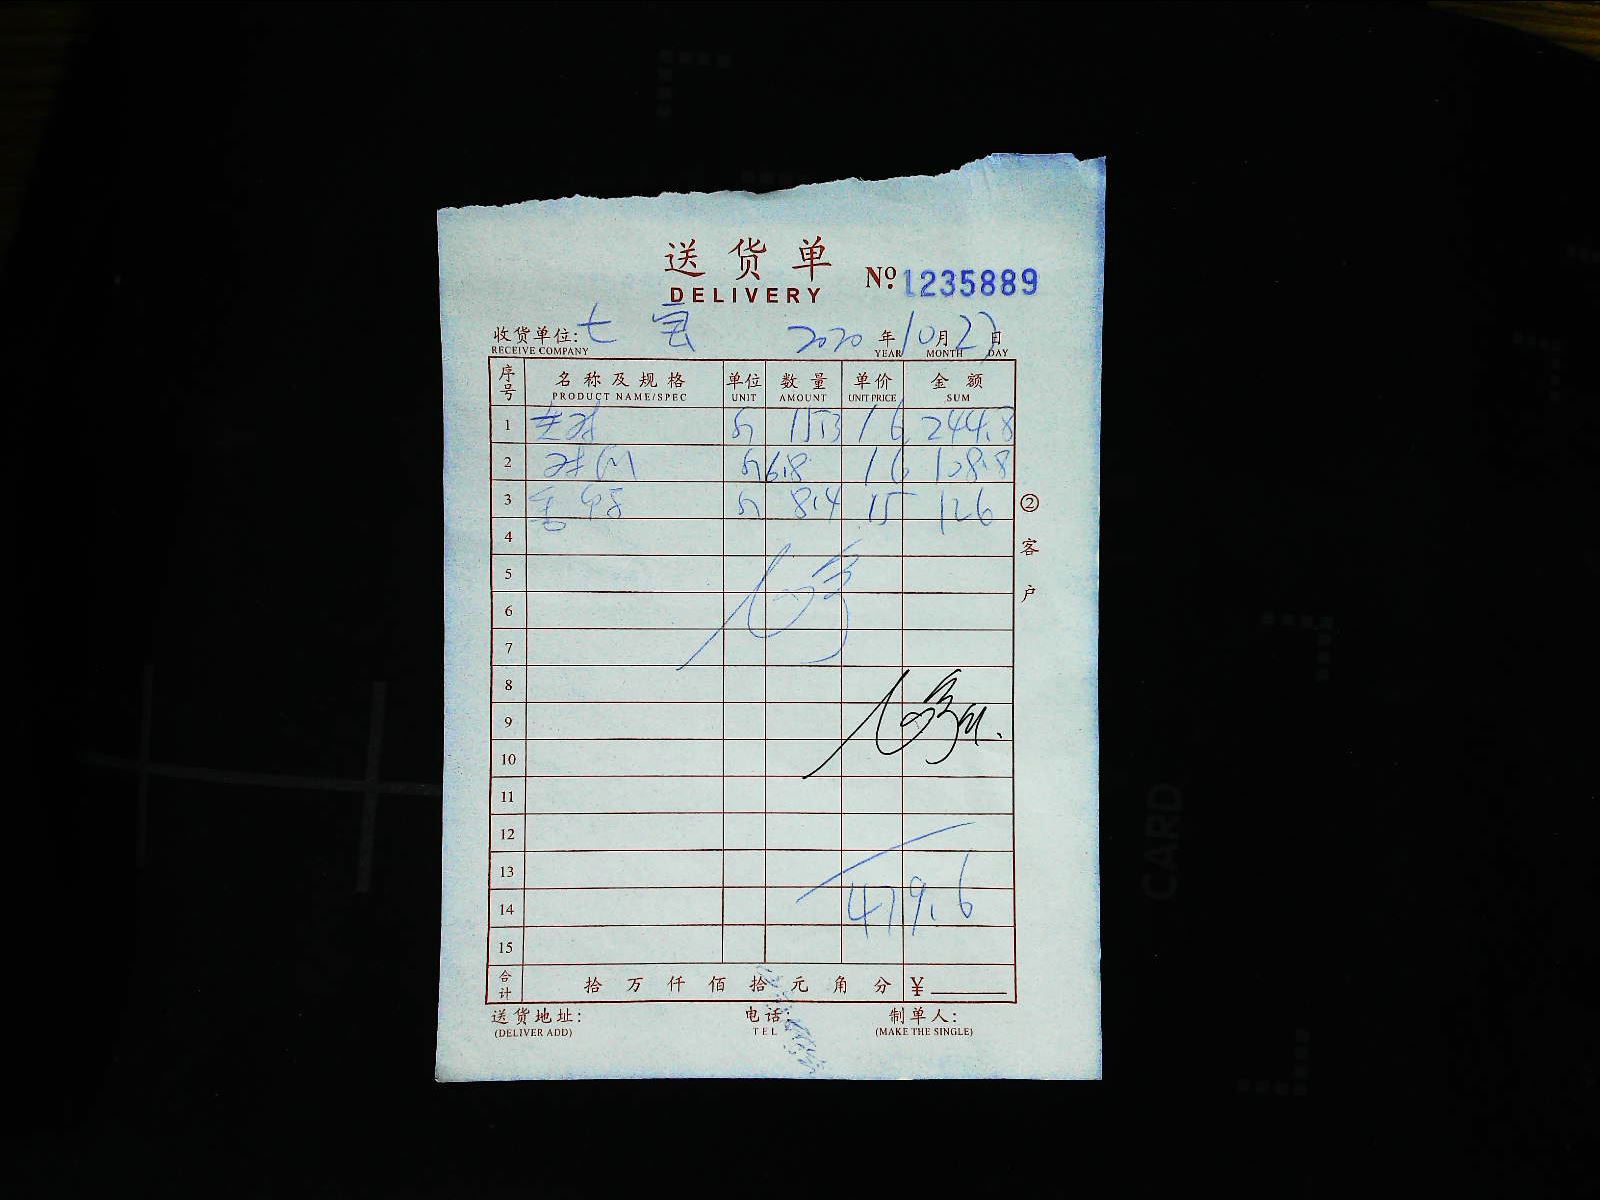 送货单
DELIVERY
No. 1235889
收货单位: 七宝 2020 年 10 月 23 日
RECEIVE COMPANY YEAR MONTH DAY
序号 名称及规格 单位 数量 单价 金额
PRODUCT NAME/SPEC UNIT AMOUNT UNIT PRICE SUM
1 15.3 16 244.8
2 6.8 16 108.8
3 8.4 15 126
4
5
6
7
8
9
10
11
12
13
14 479.6
15
合计 拾 万 仟 佰 拾 元 角 分 ¥
送货地址: 电话: 制单人:
(DELIVER ADD) TEL (MAKE THE SINGLE)
②客户
CARD